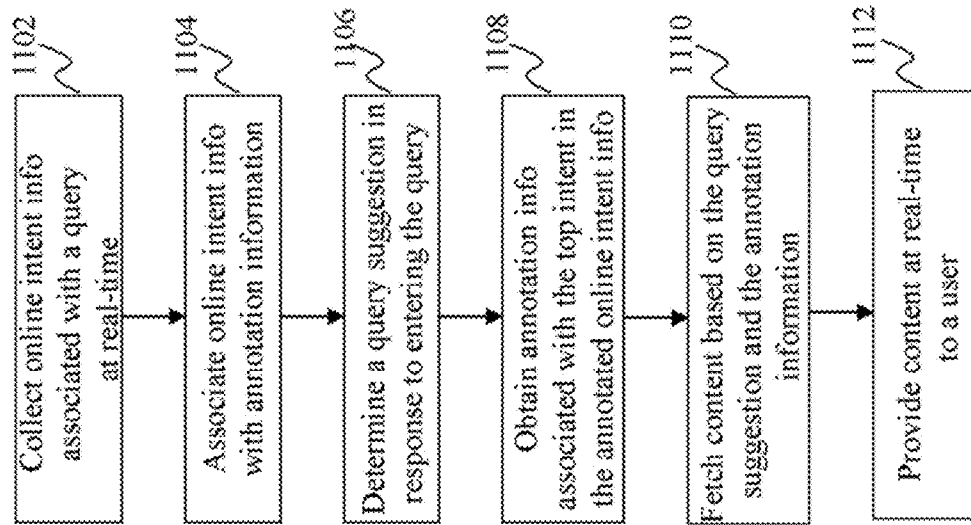 Collect online intent info
associated with a query
at real-time
1102
Associate online intent info
with annotation information
1104
Determine a query suggestion in
response to entering the query
1106
Obtain annotation info
associated with the top intent in
the annotated online intent info
1108
Fetch content based on the query
suggestion and the annotation
information
1110
Provide content at real-time
to a user
1112